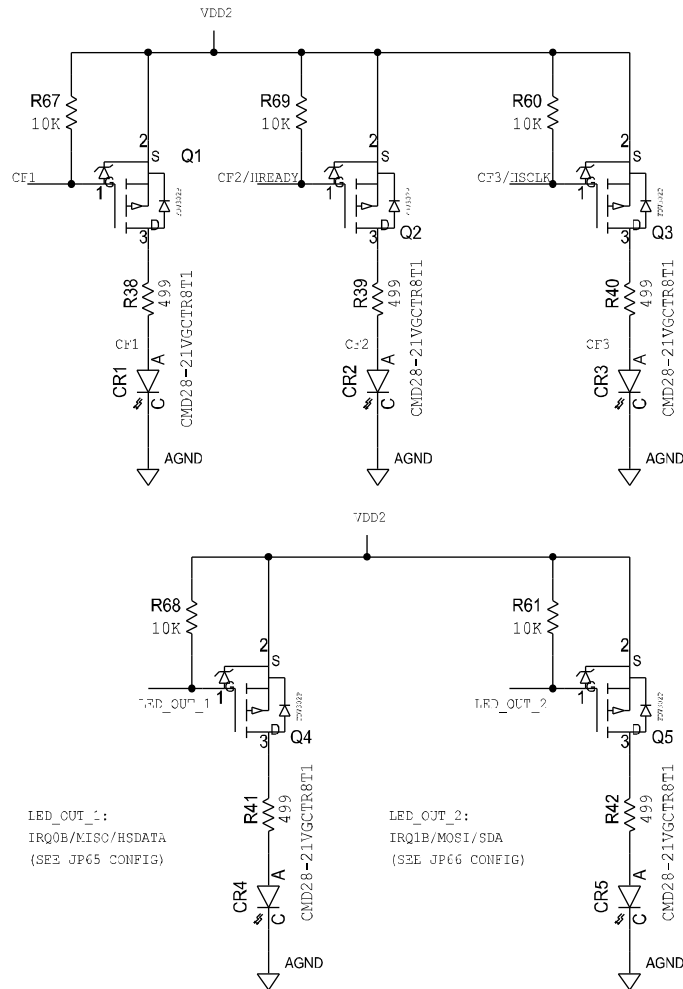 VDD2
R67
10K
R69
10K
R60
10K
2
S
Q1
2
S
2
S
CF1
1
G
CF2/HREADY
1
G
CF3/HSCLK
1
G
D
3
D
3
Q2
D
3
Q3
R38
499
R39
499
R40
499
CMD28-21VGCTR8T1
CMD28-21VGCTR8T1
CMD28-21VGCTR8T1
CF1
A
CF2
A
CF3
A
CR1
C
CR2
C
CR3
C
AGND
AGND
AGND
VDD2
R68
10K
R61
10K
2
S
2
S
LED_OUT_1
1
G
LED_OUT_2
1
G
D
3
Q4
D
3
Q5
R41
499
R42
499
CMD28-21VGCTR8T1
CMD28-21VGCTR8T1
LED_OUT_1:
IRQ0B/MISO/HSDATA
(SEE JP65 CONFIG)
LED_OUT_2:
IRQ1B/MOSI/SDA
(SEE JP66 CONFIG)
A
CR4
C
A
CR5
C
AGND
AGND